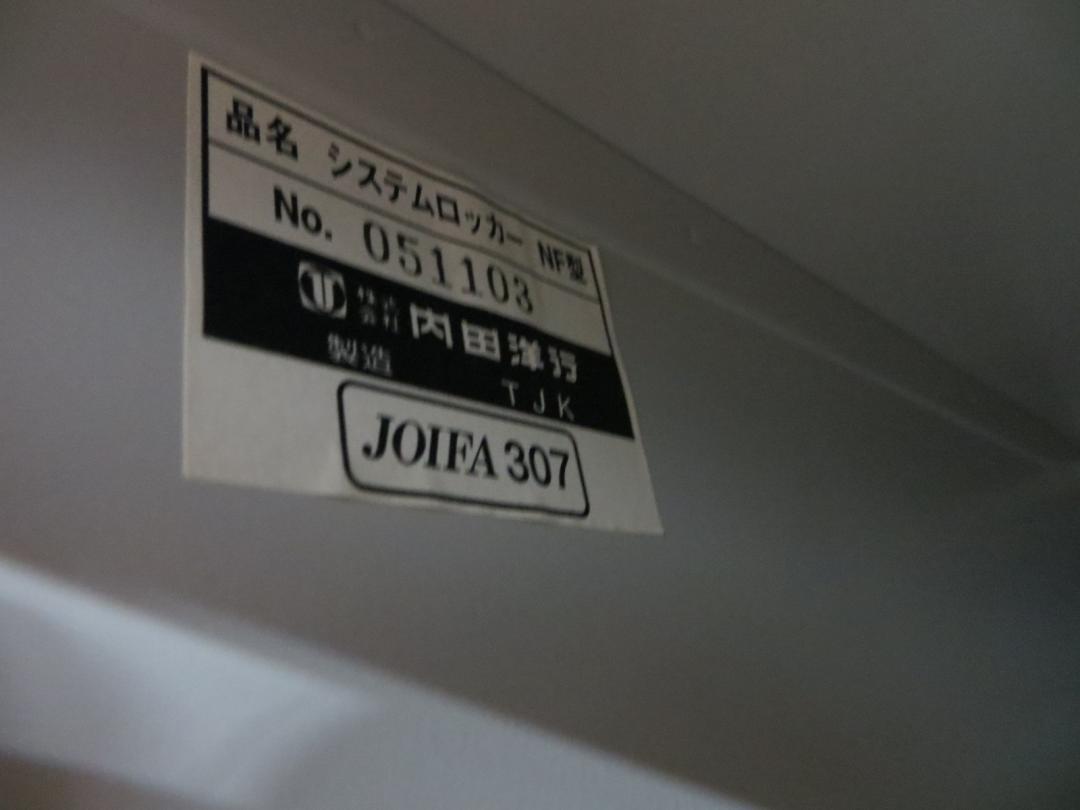 品名 システムロッカー NF型
No. 051103
株式会社 内田洋行
製造 TJK
JOIFA 307